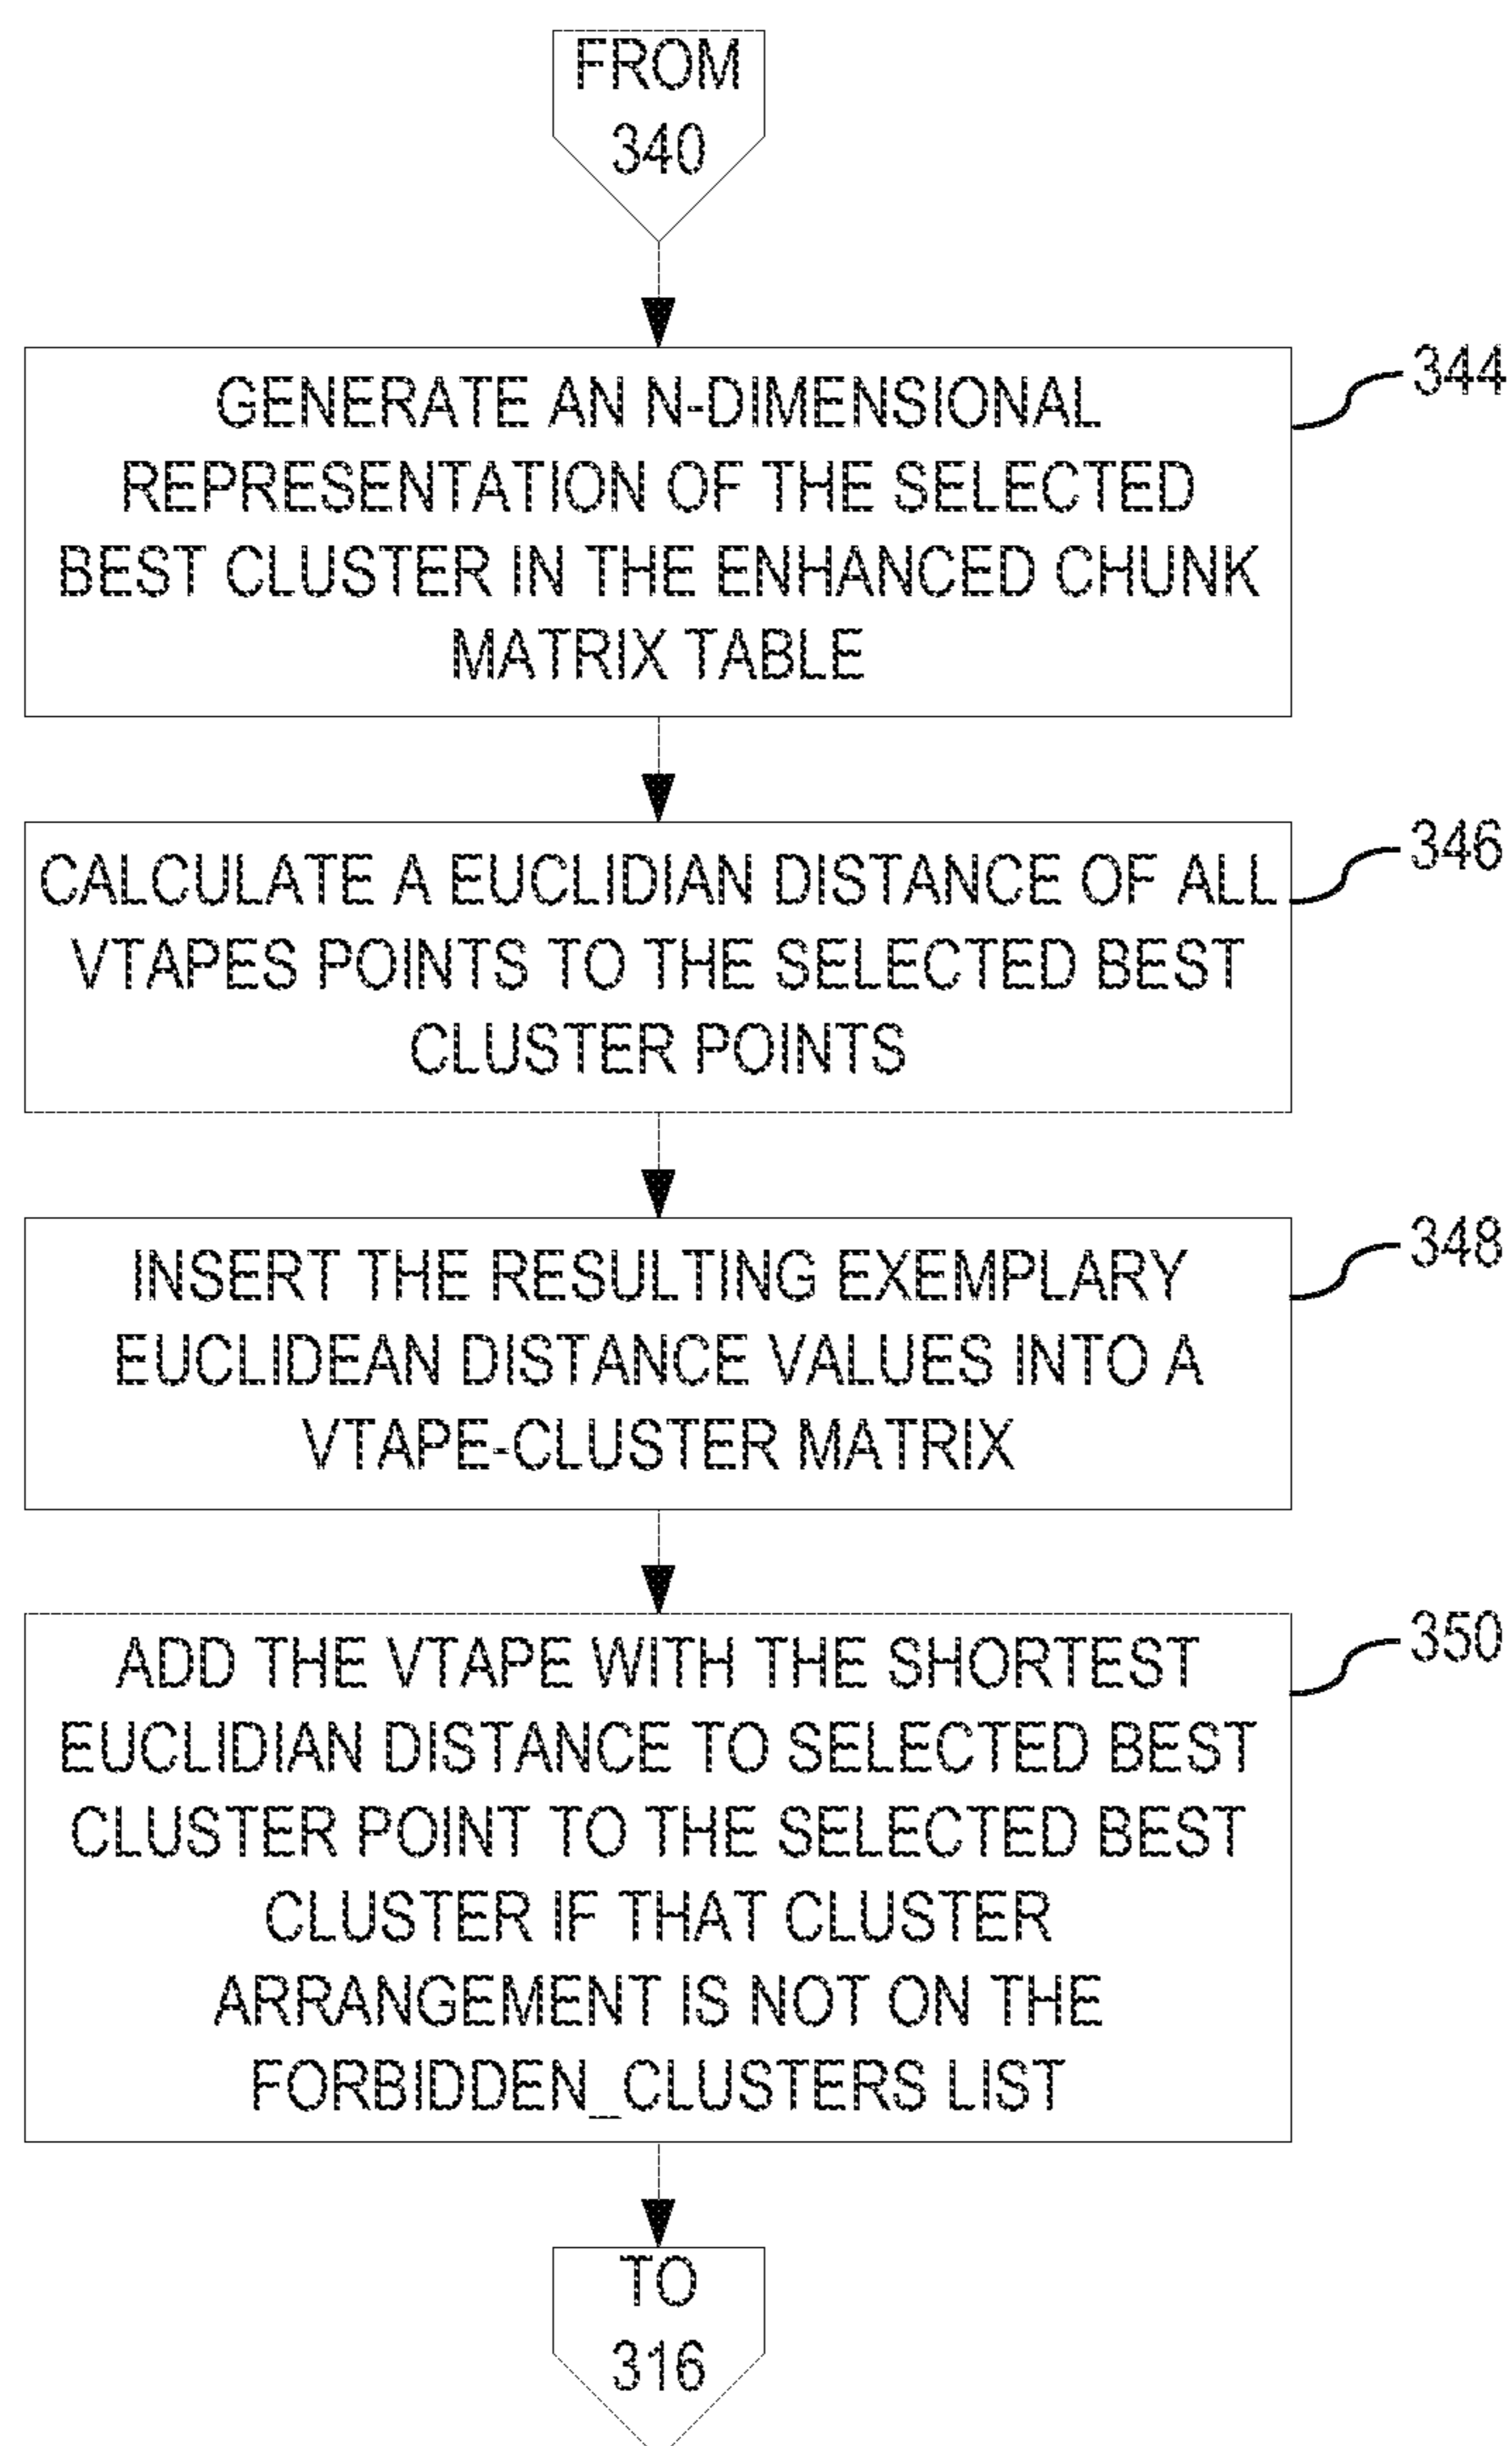 FROM
340
GENERATE AN N-DIMENSIONAL
344
REPRESENTATION OF THE SELECTED
BEST CLUSTER IN THE ENHANCED CHUNK
MATRIX TABLE
CALCULATE A EUCLIDIAN DISTANCE OF ALL
346
VTAPES POINTS TO THE SELECTED BEST
CLUSTER POINTS
INSERT THE RESULTING EXEMPLARY
348
EUCLIDEAN DISTANCE VALUES INTO A
VTAPE-CLUSTER MATRIX
ADD THE VTAPE WITH THE SHORTEST
350
EUCLIDIAN DISTANCE TO SELECTED BEST
CLUSTER POINT TO THE SELECTED BEST
CLUSTER IF THAT CLUSTER
ARRANGEMENT IS NOT ON THE
FORBIDDEN_CLUSTERS LIST
TO
316